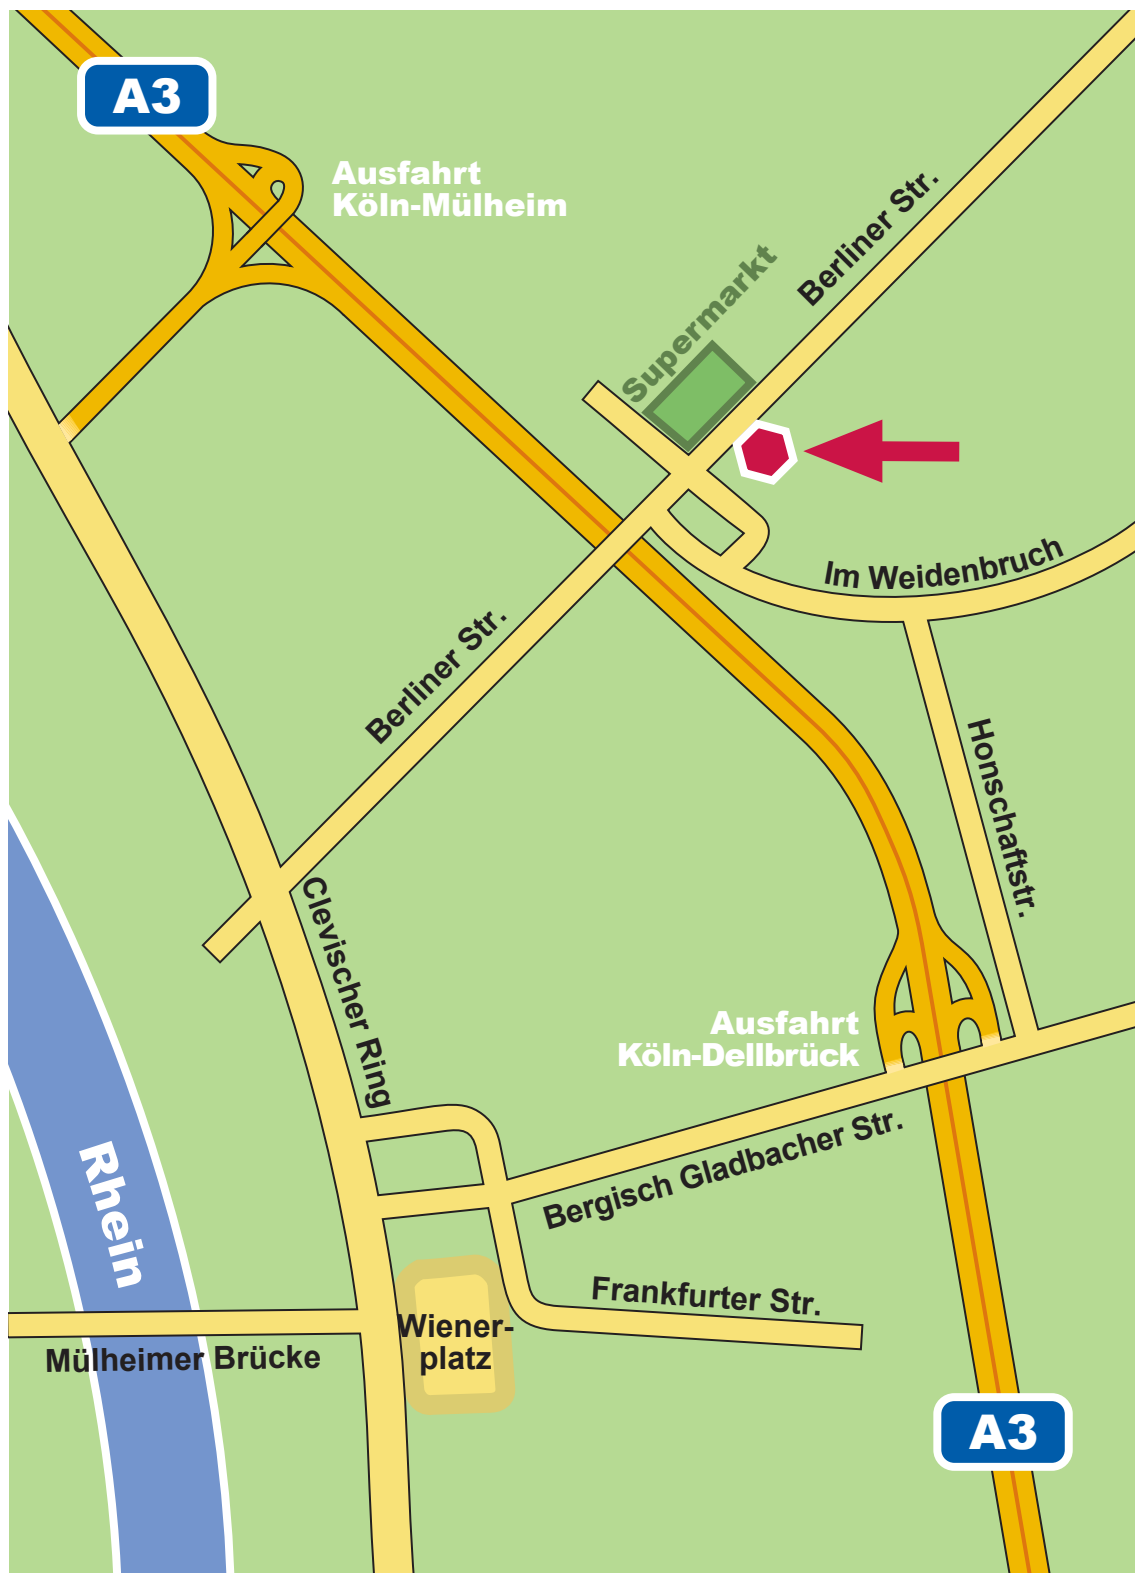 A3
Ausfahrt
Köln-Mülheim
Berliner Str.
Supermarkt
Im Weidenbruch
Berliner Str.
Honschaftstr.
Clevischer Ring
Ausfahrt
Köln-Dellbrück
Bergisch Gladbacher Str.
Rhein
Frankfurter Str.
Wiener-
platz
Mülheimer Brücke
A3